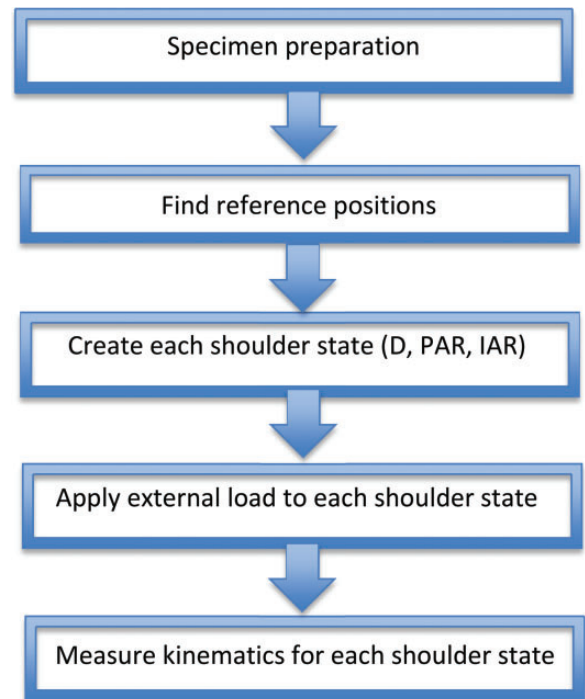 Specimen preparation
Find reference positions
Create each shoulder state (D, PAR, IAR)
Apply external load to each shoulder state
Measure kinematics for each shoulder state